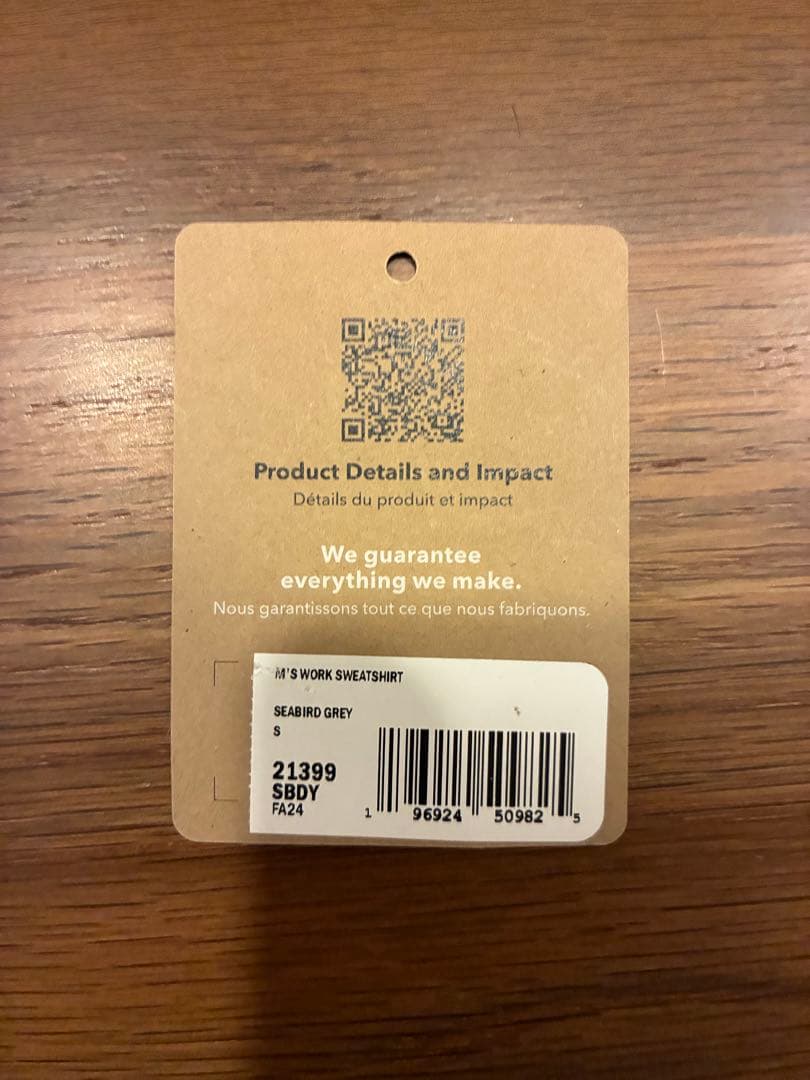 Product Details and Impact
Détails du produit et impact
We guarantee
everything we make.
Nous garantissons tout ce que nous fabriquons.
M'S WORK SWEATSHIRT
SEABIRD GREY
S
21399
SBDY
FA24
1 96924 50982 5